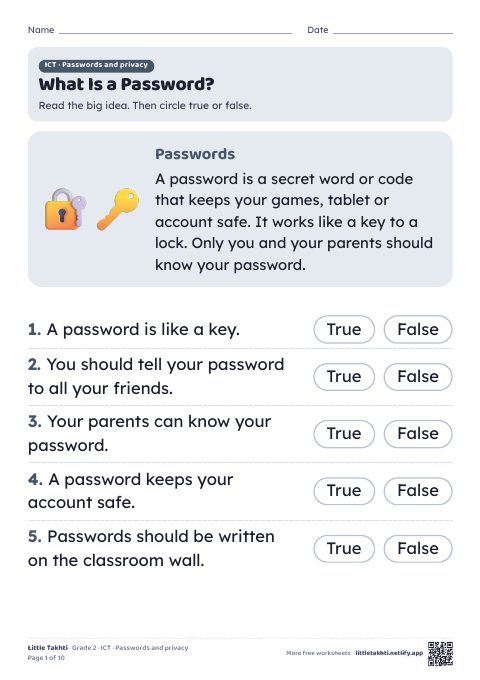 Name Date
ICT · Passwords and privacy
What Is a Password?
Read the big idea. Then circle true or false.
Passwords
A password is a secret word or code
that keeps your games, tablet or
account safe. It works like a key to a
lock. Only you and your parents should
know your password.
1. A password is like a key. True False
2. You should tell your password
to all your friends. True False
3. Your parents can know your
password. True False
4. A password keeps your
account safe. True False
5. Passwords should be written
on the classroom wall. True False
Little Takhti · Grade 2 · ICT · Passwords and privacy
Page 1 of 10
More free worksheets · littletakhti.netlify.app